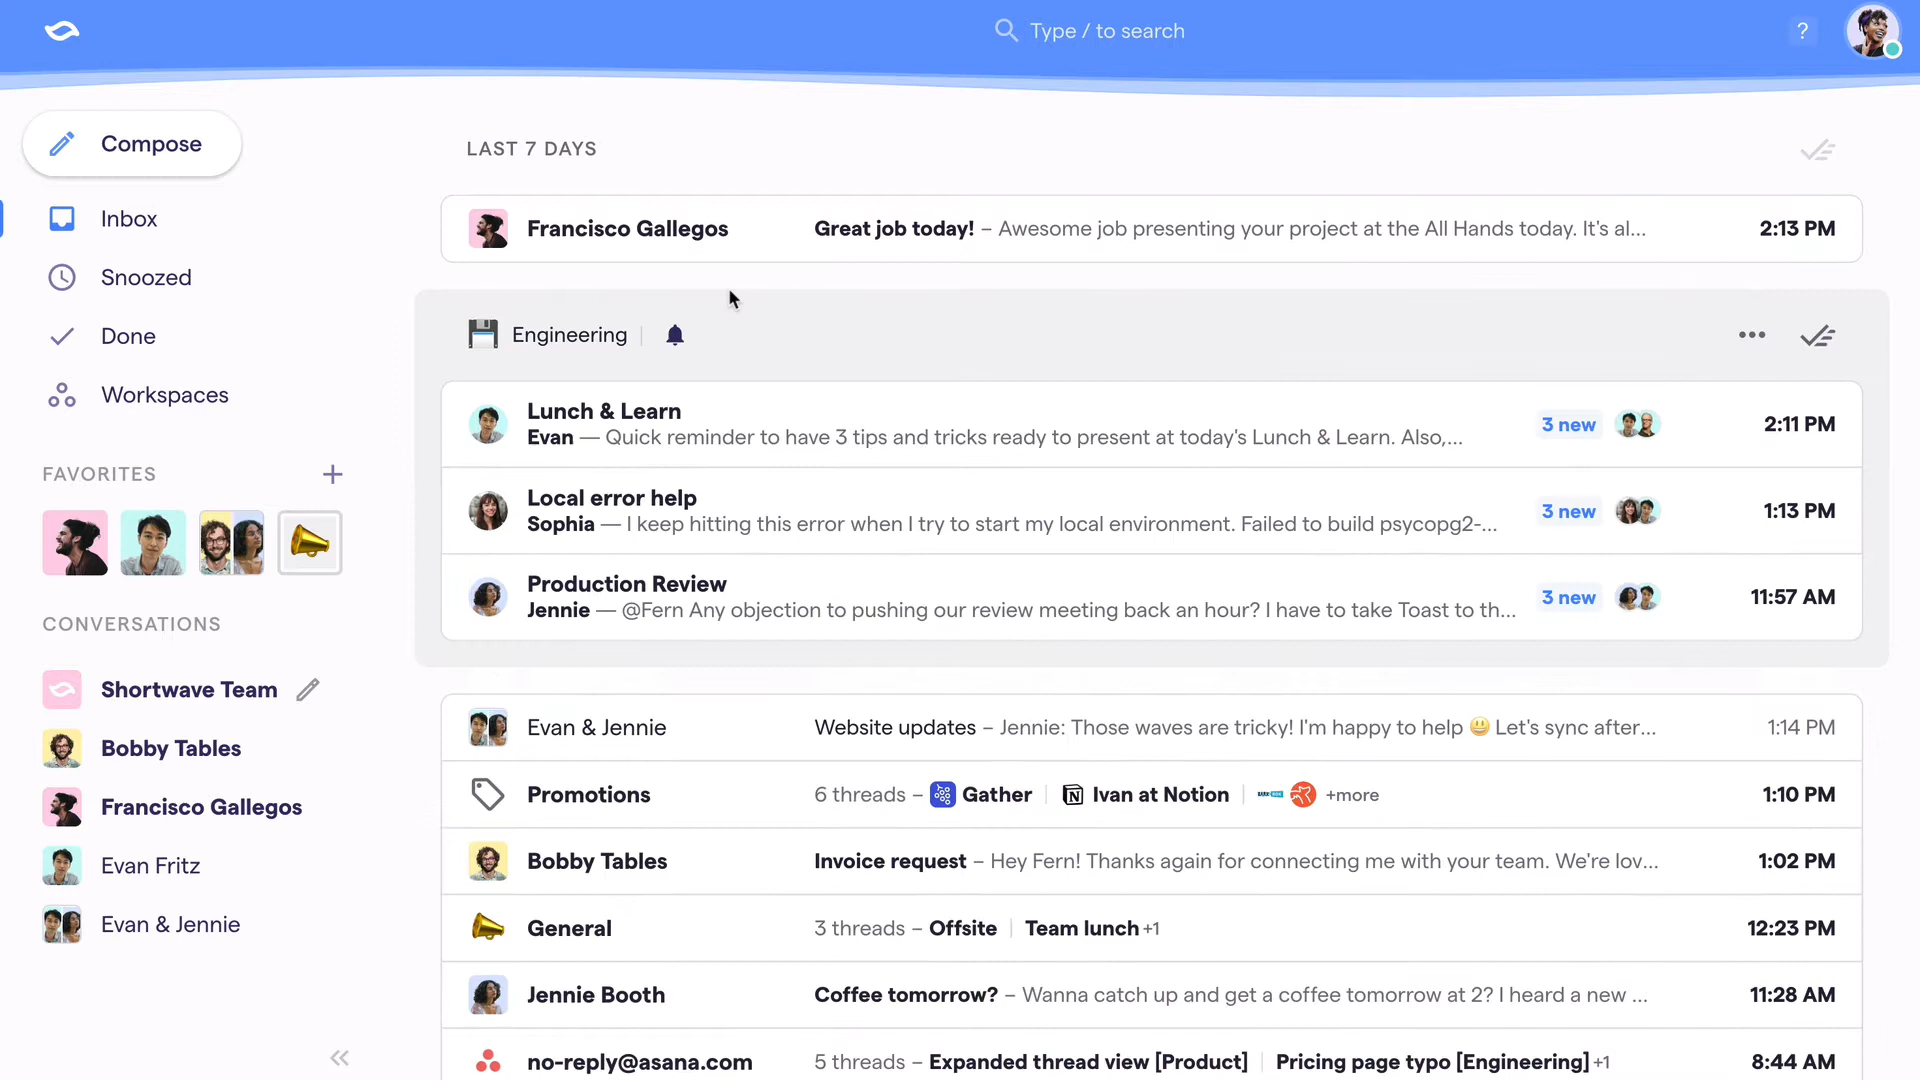 Type / to search
?
Compose
Inbox
Snoozed
Done
Workspaces
FAVORITES
CONVERSATIONS
Shortwave Team
Bobby Tables
Francisco Gallegos
Evan Fritz
Evan & Jennie
LAST 7 DAYS
Francisco Gallegos Great job today! – Awesome job presenting your project at the All Hands today. It's al... 2:13 PM
Engineering
Lunch & Learn
Evan — Quick reminder to have 3 tips and tricks ready to present at today's Lunch & Learn. Also,... 3 new 2:11 PM
Local error help
Sophia — I keep hitting this error when I try to start my local environment. Failed to build psycopg2-... 3 new 1:13 PM
Production Review
Jennie — @Fern Any objection to pushing our review meeting back an hour? I have to take Toast to th... 3 new 11:57 AM
Evan & Jennie Website updates – Jennie: Those waves are tricky! I'm happy to help 😃 Let's sync after... 1:14 PM
Promotions 6 threads – Gather Ivan at Notion +more 1:10 PM
Bobby Tables Invoice request – Hey Fern! Thanks again for connecting me with your team. We're lov... 1:02 PM
General 3 threads – Offsite Team lunch +1 12:23 PM
Jennie Booth Coffee tomorrow? – Wanna catch up and get a coffee tomorrow at 2? I heard a new ... 11:28 AM
no-reply@asana.com 5 threads – Expanded thread view [Product] Pricing page typo [Engineering] +1 8:44 AM